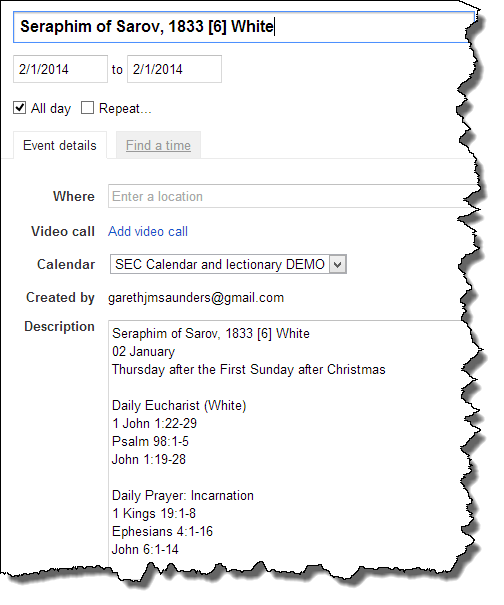 Seraphim of Sarov, 1833 [6] White
2/1/2014 to 2/1/2014
All day Repeat...
Event details Find a time
Where Enter a location
Video call Add video call
Calendar SEC Calendar and lectionary DEMO
Created by garethjmsaunders@gmail.com
Description Seraphim of Sarov, 1833 [6] White
02 January
Thursday after the First Sunday after Christmas
Daily Eucharist (White)
1 John 1:22-29
Psalm 98:1-5
John 1:19-28
Daily Prayer: Incarnation
1 Kings 19:1-8
Ephesians 4:1-16
John 6:1-14